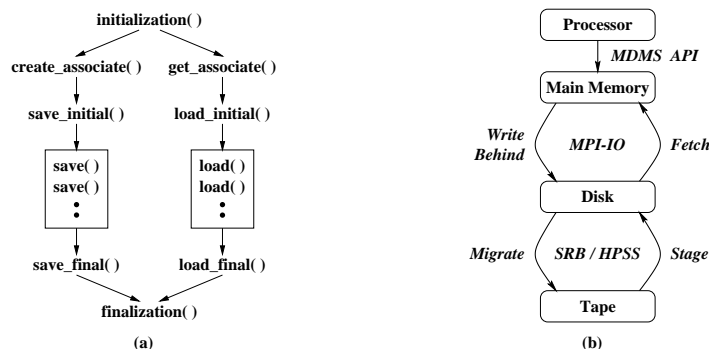 initialization( )
create_associate( ) get_associate( )
save_initial( ) load_initial( )
save( ) load( )
save( ) load( )
save_final( ) load_final( )
finalization( )
(a)
Processor
MDMS API
Main Memory
Write
Behind
MPI-IO
Fetch
Disk
Migrate
SRB / HPSS
Stage
Tape
(b)